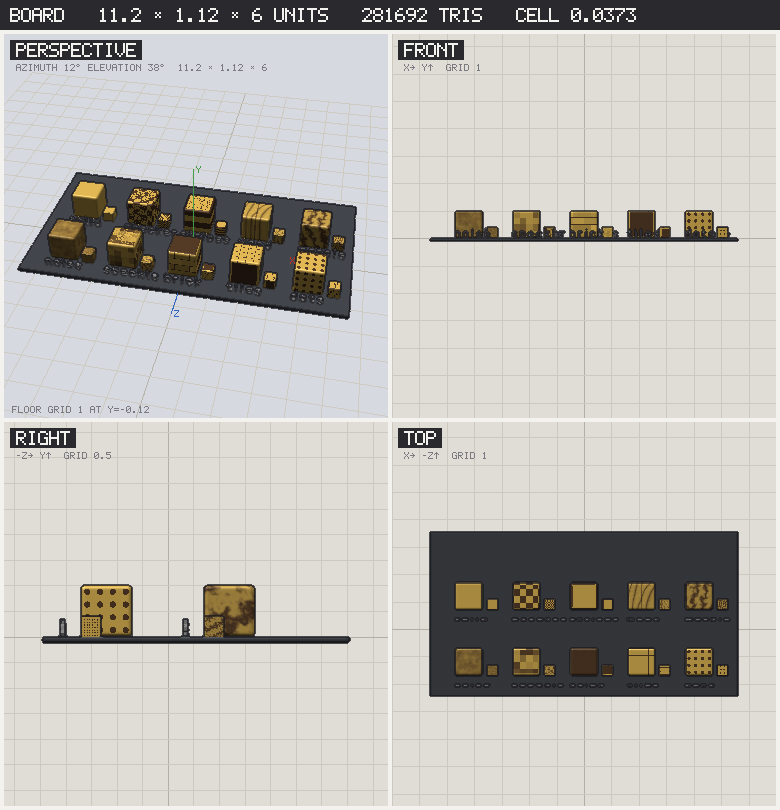 BOARD 11.2 × 1.12 × 6 UNITS 281692 TRIS CELL 0.0373
PERSPECTIVE
AZIMUTH 12° ELEVATION 38° 11.2 × 1.12 × 6
Y
X
Z
FLOOR GRID 1 AT Y=-0.12
FRONT
X→ Y↑ GRID 1
RIGHT
-Z→ Y↑ GRID 0.5
TOP
X→ -Z↑ GRID 1